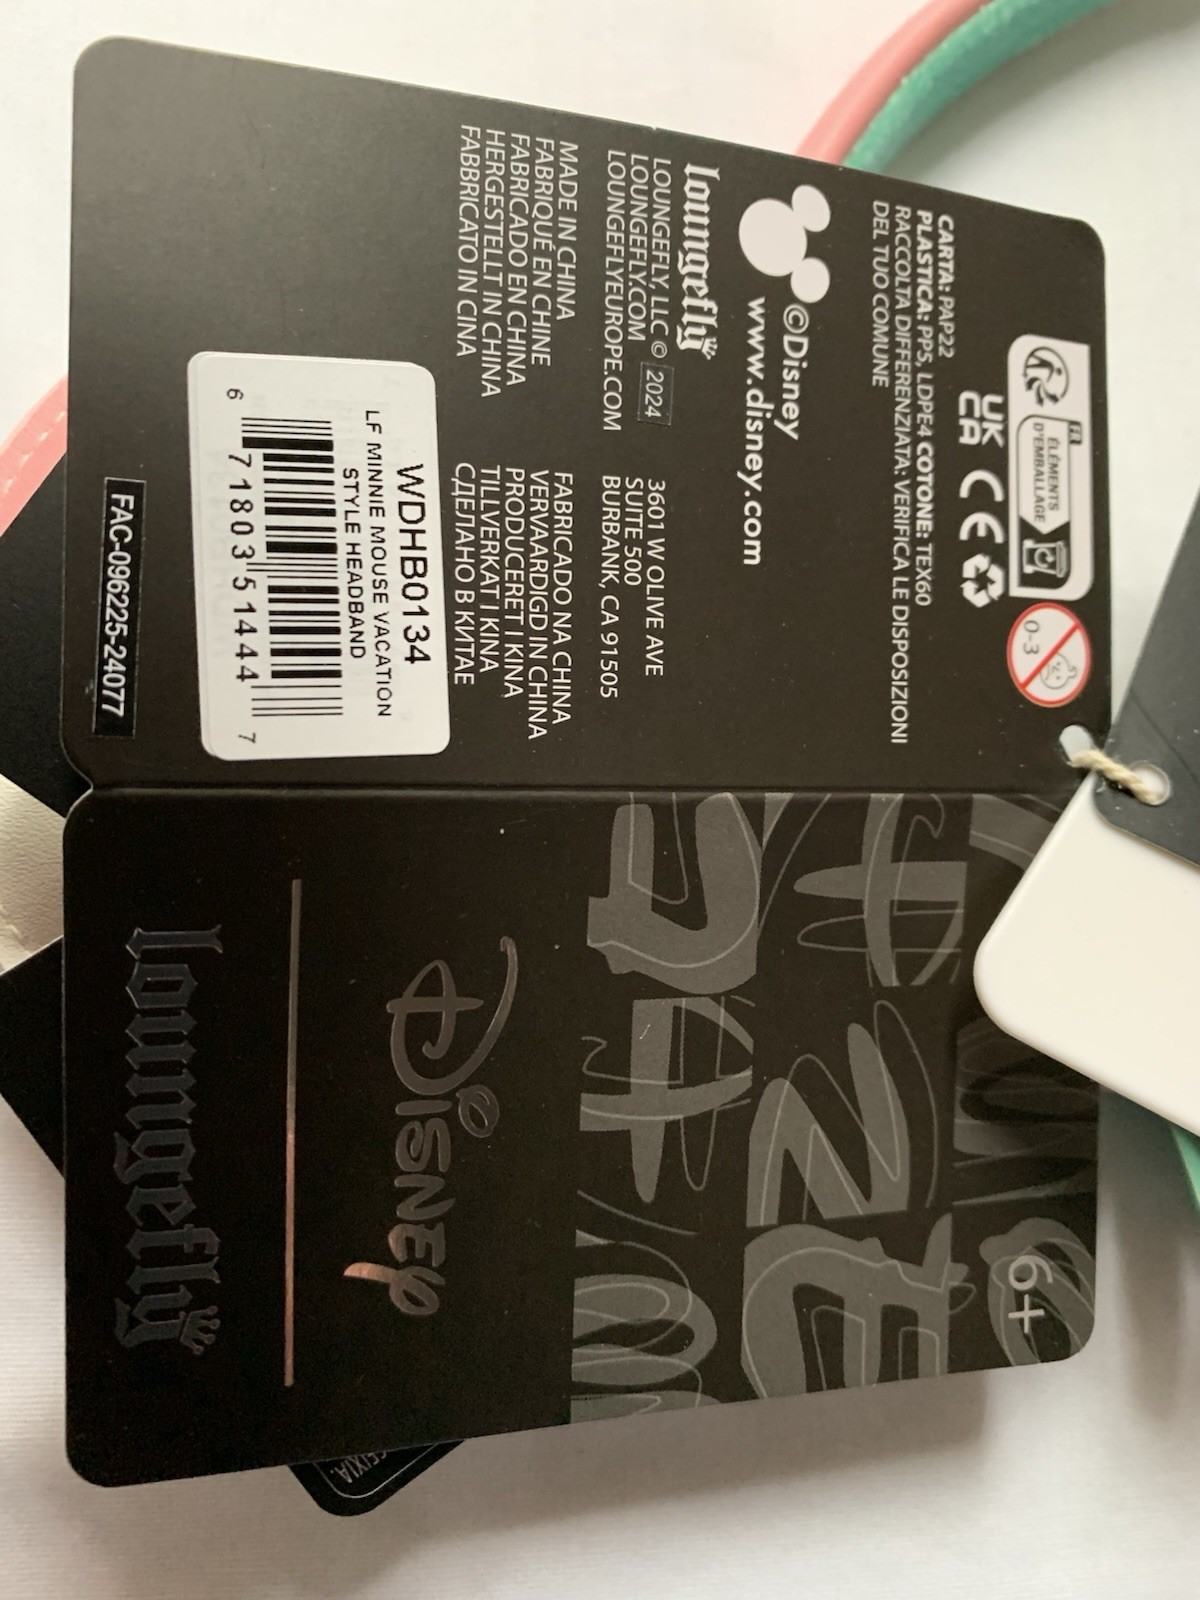 FR
ÉLÉMENTS
D'EMBALLAGE
0-3
UK
CA CE
CARTA: PAP22
PLASTICA: PP5, LDPE4 COTONE: TEX60
RACCOLTA DIFFERENZIATA: VERIFICA LE DISPOSIZIONI
DEL TUO COMUNE
©Disney
www.disney.com
loungefly
LOUNGEFLY, LLC © 2024
LOUNGEFLY.COM
LOUNGEFLYEUROPE.COM
3601 W OLIVE AVE
SUITE 500
BURBANK, CA 91505
MADE IN CHINA
FABRIQUÉ EN CHINE
FABRICADO EN CHINA
HERGESTELLT IN CHINA
FABBRICATO IN CINA
FABRICADO NA CHINA
VERVAARDIGD IN CHINA
PRODUCERET I KINA
TILLVERKAT I KINA
СДЕЛАНО В КИТАЕ
WDHB0134
LF MINNIE MOUSE VACATION
STYLE HEADBAND
6 71803 51444 7
FAC-096225-24077
6+
Disney
loungefly